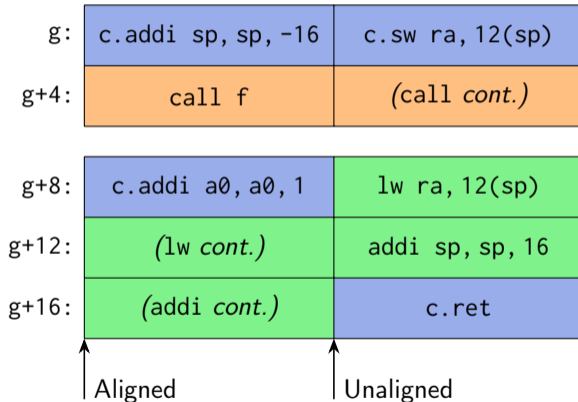 g: c.addi sp, sp, -16 c.sw ra, 12(sp)
g+4: call f (call cont.)
g+8: c.addi a0, a0, 1 lw ra, 12(sp)
g+12: (lw cont.) addi sp, sp, 16
g+16: (addi cont.) c.ret
Aligned Unaligned